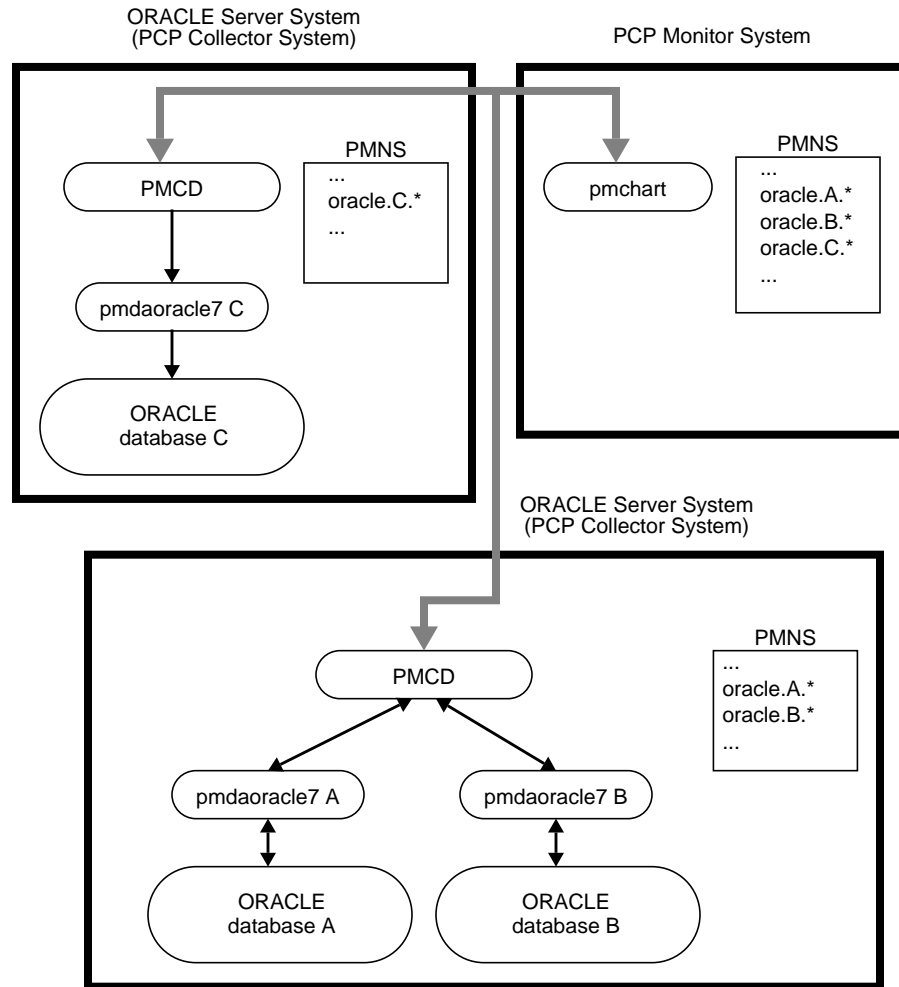 ORACLE Server System
(PCP Collector System)
PCP Monitor System
PMCD
PMNS
...
oracle.C.*
...
pmdaoracle7 C
ORACLE
database C
pmchart
PMNS
...
oracle.A.*
oracle.B.*
oracle.C.*
...
ORACLE Server System
(PCP Collector System)
PMCD
PMNS
...
oracle.A.*
oracle.B.*
...
pmdaoracle7 A
pmdaoracle7 B
ORACLE
database A
ORACLE
database B